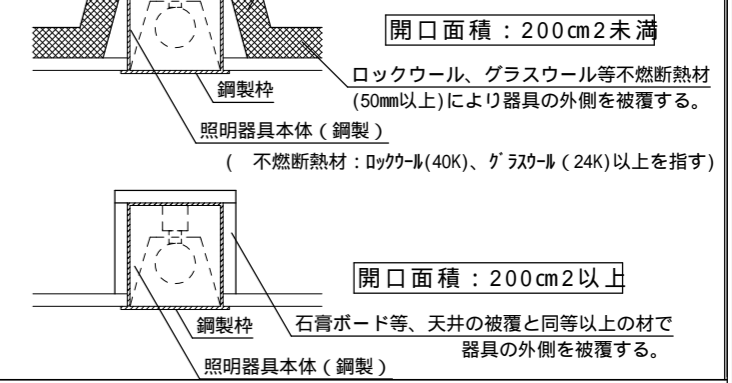 開口面積：200cm2未満
ロックウール、グラスウール等不燃断熱材
(50mm以上)により器具の外側を被覆する。
鋼製枠
照明器具本体（鋼製）
(　不燃断熱材：ﾛｯｸｳｰﾙ(40K)、ｸﾞﾗｽｳｰﾙ（24K)以上を指す)
開口面積：200cm2以上
鋼製枠
石膏ボード等、天井の被覆と同等以上の材で
器具の外側を被覆する。
照明器具本体（鋼製）